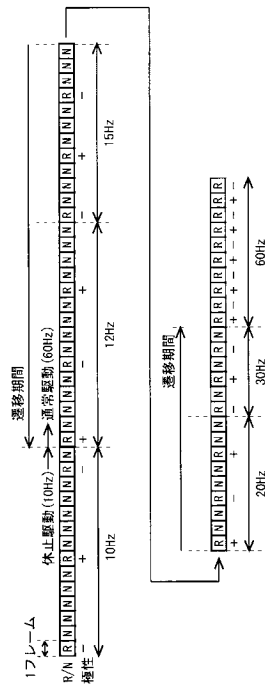 遷移期間
1フレーム
休止駆動(10Hz) 通常駆動(60Hz)
R/N R N N N N N R N N N N N R N R N N N N R N N N N R N N N N R N N N R N N N R N N N
極性 − + − + − + − + −
10Hz 12Hz 15Hz
遷移期間
R N N R N N R N N R N R N R N R R R R R R R R R R
+ − + − + − + − + − + − + − + −
20Hz 30Hz 60Hz